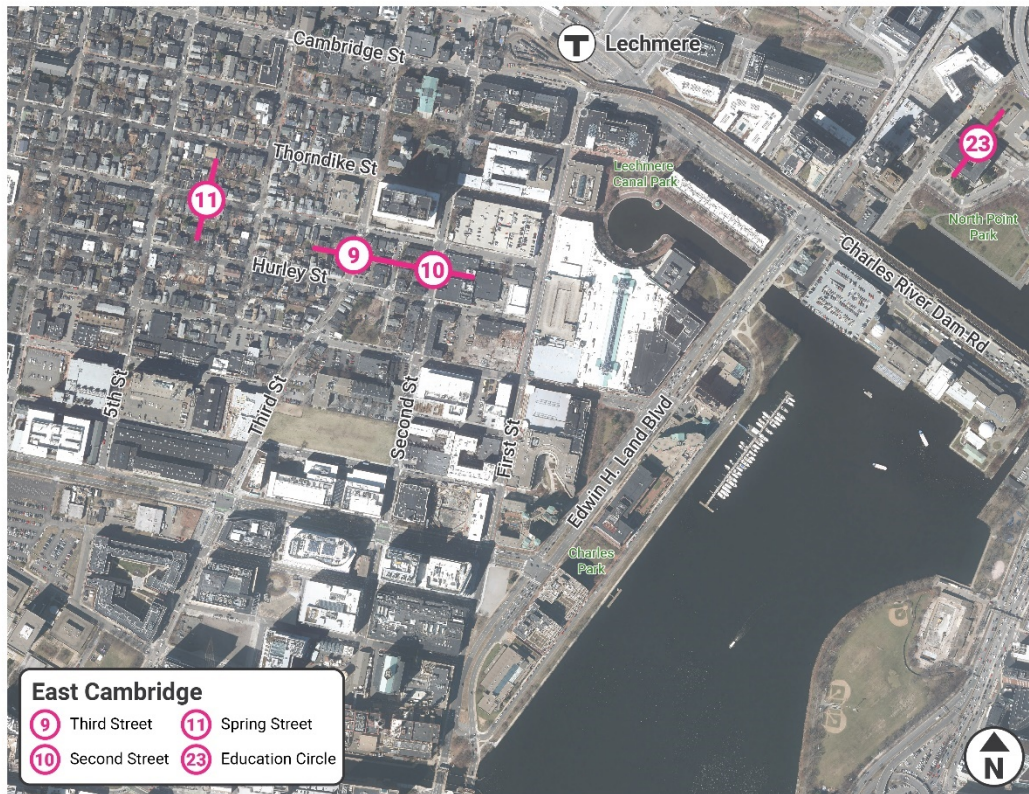 Cambridge St
T Lechmere
23
Thorndike St
Lechmere
Canal Park
11
North Point
Park
9
10
Hurley St
Charles River Dam Rd
5th St
Third St
Second St
First St
Edwin H. Land Blvd
Charles
Park
East Cambridge
9 Third Street
11 Spring Street
10 Second Street
23 Education Circle
N